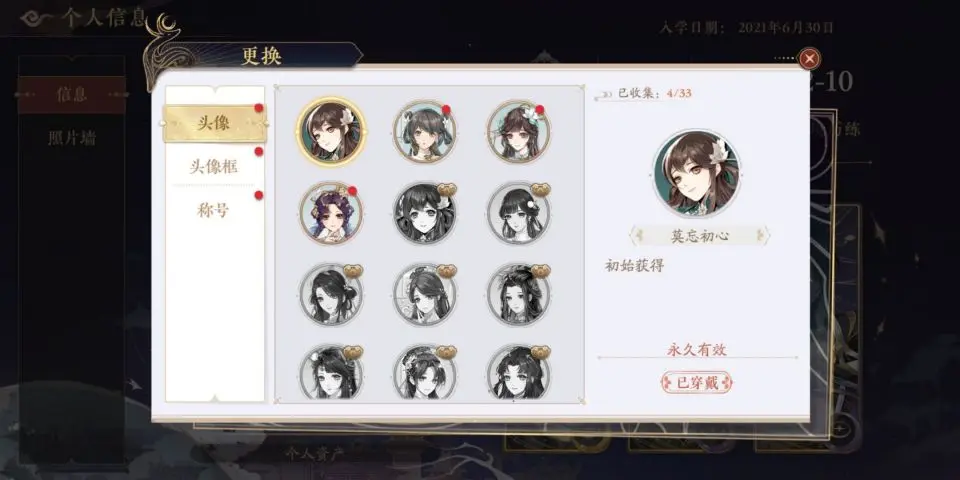 个人信息
入学日期： 2021年6月30日
更换
信息
照片墙
头像
头像框
称号
已收集：4/33
莫忘初心
初始获得
永久有效
已穿戴
-10
练
个人资产